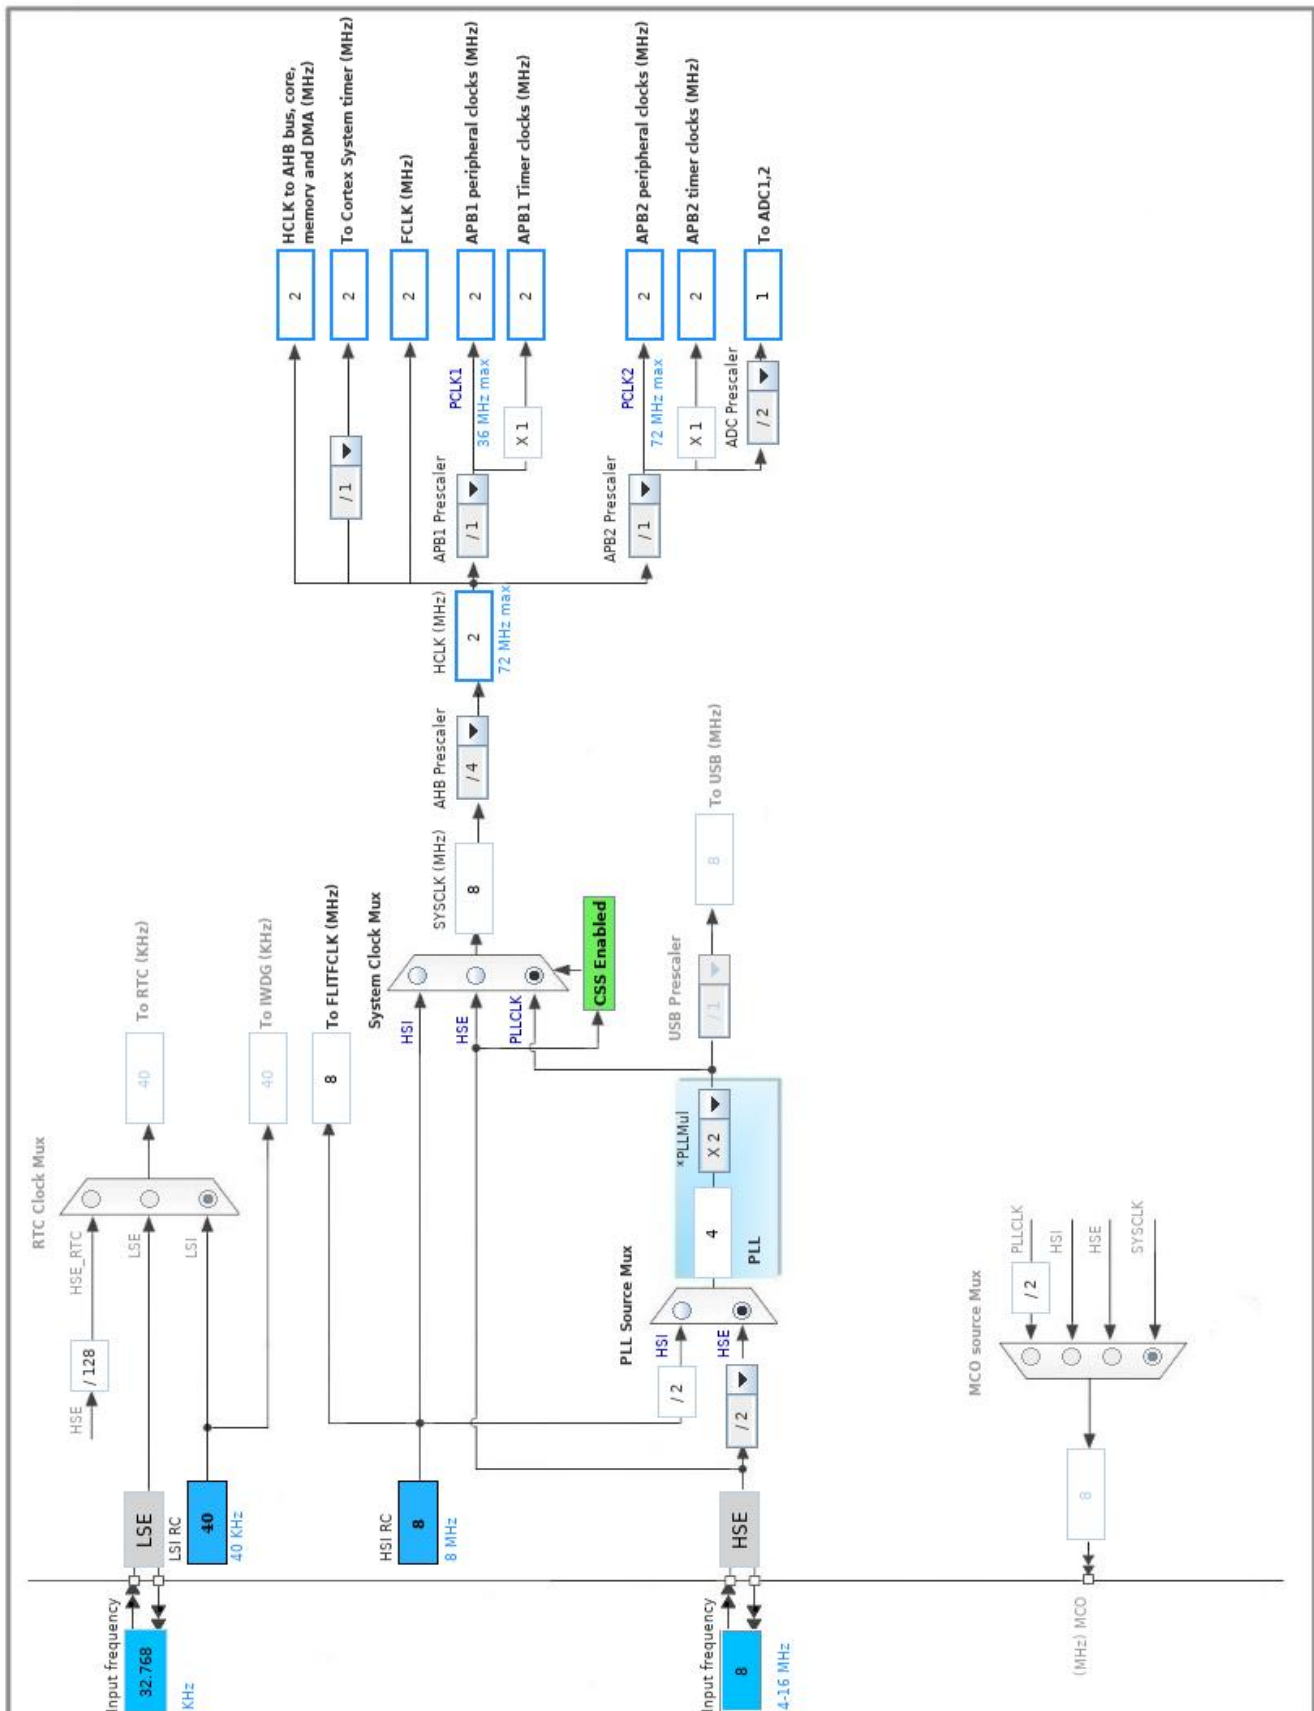 RTC Clock Mux
HSE
/ 128
HSE_RTC
LSE
LSI
40
To RTC (KHz)
40
To IWDG (KHz)
8
To FLITFCLK (MHz)
Input frequency
32.768
KHz
LSE
LSI RC
40
40 KHz
HSI RC
8
8 MHz
System Clock Mux
HSI
HSE
PLLCLK
CSS Enabled
SYSCLK (MHz)
8
AHB Prescaler
/ 4
HCLK (MHz)
2
72 MHz max
/ 1
2
HCLK to AHB bus, core,
memory and DMA (MHz)
2
To Cortex System timer (MHz)
2
FCLK (MHz)
APB1 Prescaler
/ 1
PCLK1
36 MHz max
2
APB1 peripheral clocks (MHz)
X 1
2
APB1 Timer clocks (MHz)
APB2 Prescaler
/ 1
PCLK2
72 MHz max
2
APB2 peripheral clocks (MHz)
X 1
2
APB2 timer clocks (MHz)
ADC Prescaler
/ 2
1
To ADC1,2
Input frequency
8
4-16 MHz
HSE
PLL Source Mux
/ 2
HSI
/ 2
HSE
4
*PLLMul
X 2
PLL
USB Prescaler
/ 1
8
To USB (MHz)
MCO source Mux
PLLCLK
/ 2
HSI
HSE
SYSCLK
8
(MHz) MCO